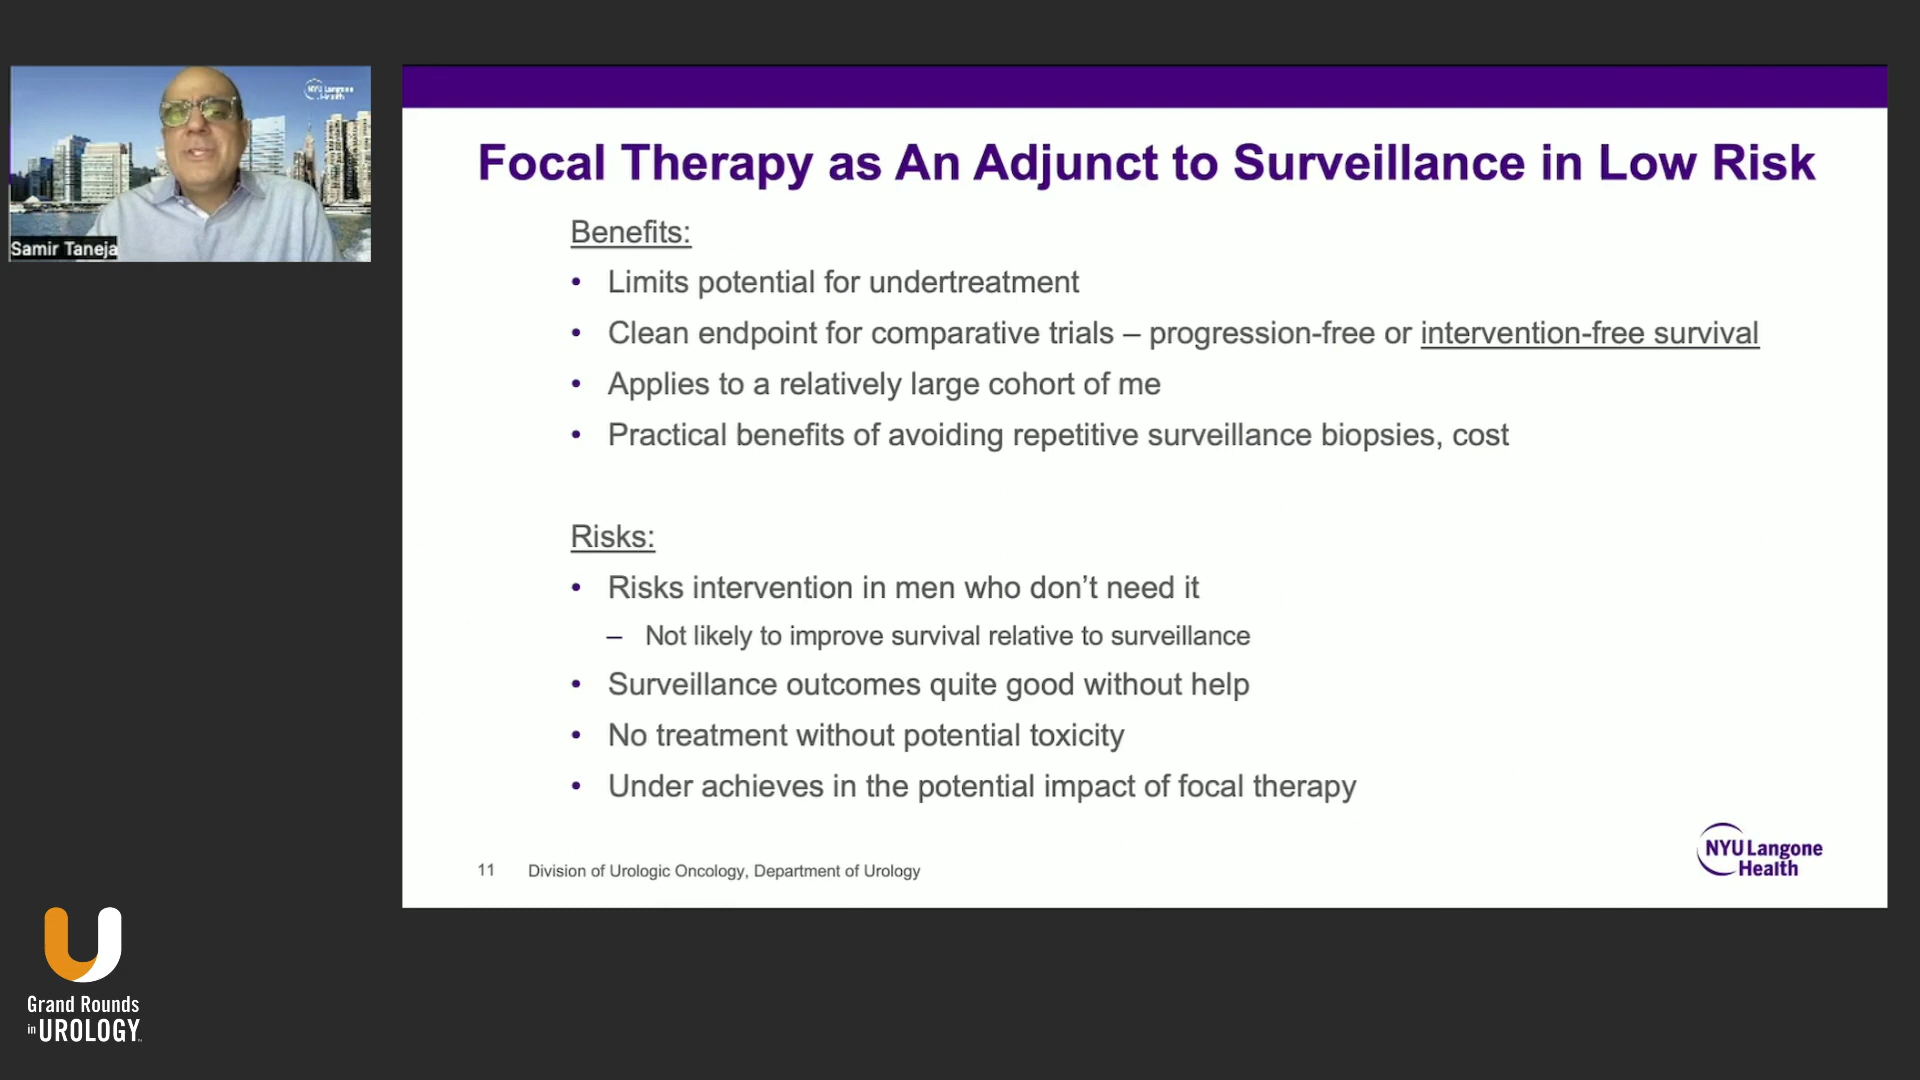 NYU Langone
Health
Samir Taneja
Focal Therapy as An Adjunct to Surveillance in Low Risk
Benefits:
• Limits potential for undertreatment
• Clean endpoint for comparative trials – progression-free or intervention-free survival
• Applies to a relatively large cohort of me
• Practical benefits of avoiding repetitive surveillance biopsies, cost
Risks:
• Risks intervention in men who don’t need it
– Not likely to improve survival relative to surveillance
• Surveillance outcomes quite good without help
• No treatment without potential toxicity
• Under achieves in the potential impact of focal therapy
11 Division of Urologic Oncology, Department of Urology
NYU Langone
Health
Grand Rounds
in UROLOGY